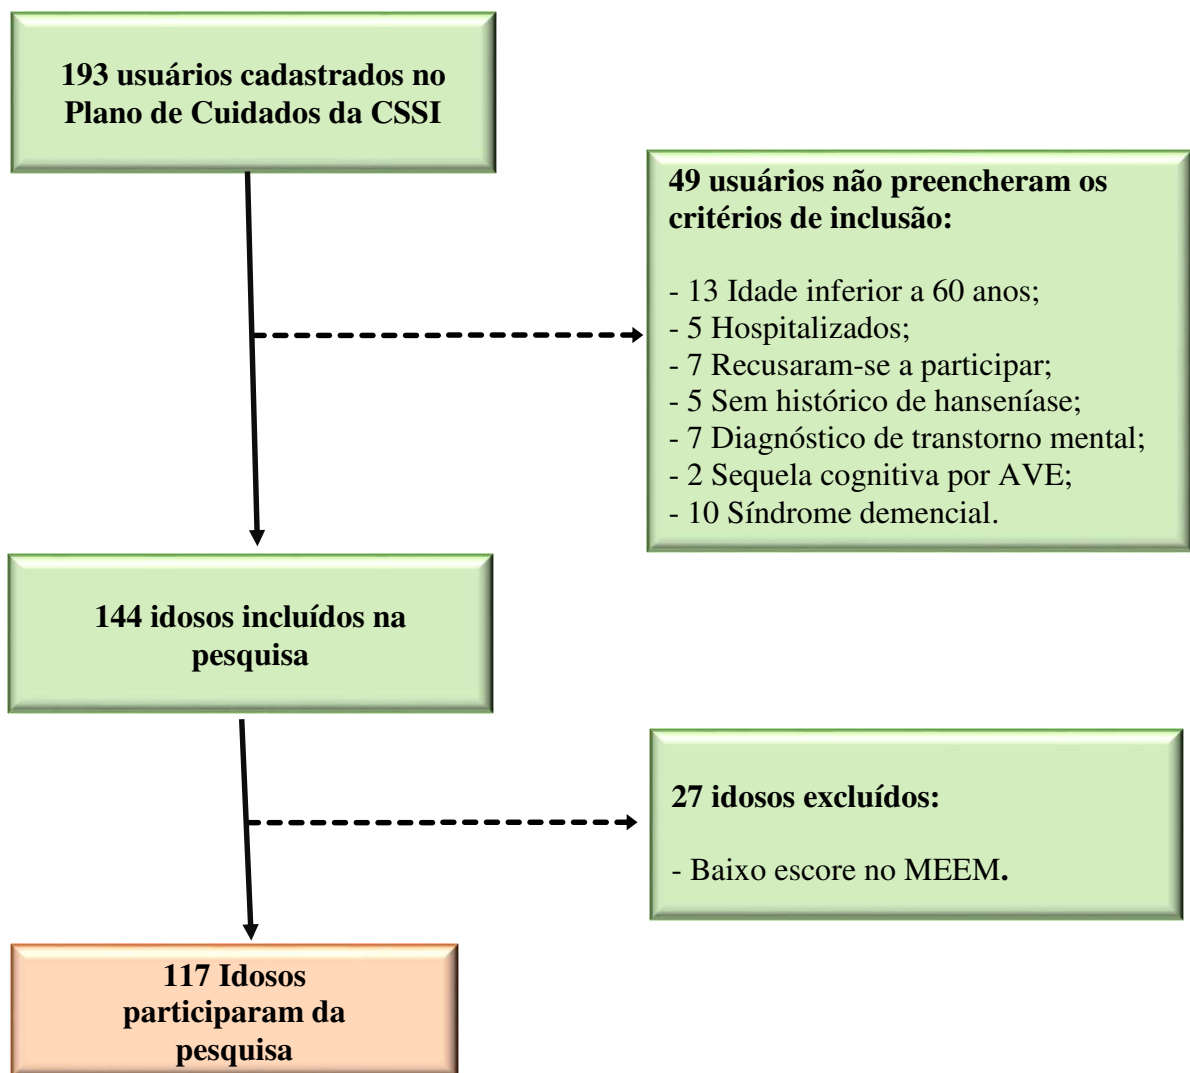 193 usuários cadastrados no
Plano de Cuidados da CSSI
49 usuários não preencheram os
critérios de inclusão:
- 13 Idade inferior a 60 anos;
- 5 Hospitalizados;
- 7 Recusaram-se a participar;
- 5 Sem histórico de hanseníase;
- 7 Diagnóstico de transtorno mental;
- 2 Sequela cognitiva por AVE;
- 10 Síndrome demencial.
144 idosos incluídos na
pesquisa
27 idosos excluídos:
- Baixo escore no MEEM.
117 Idosos
participaram da
pesquisa